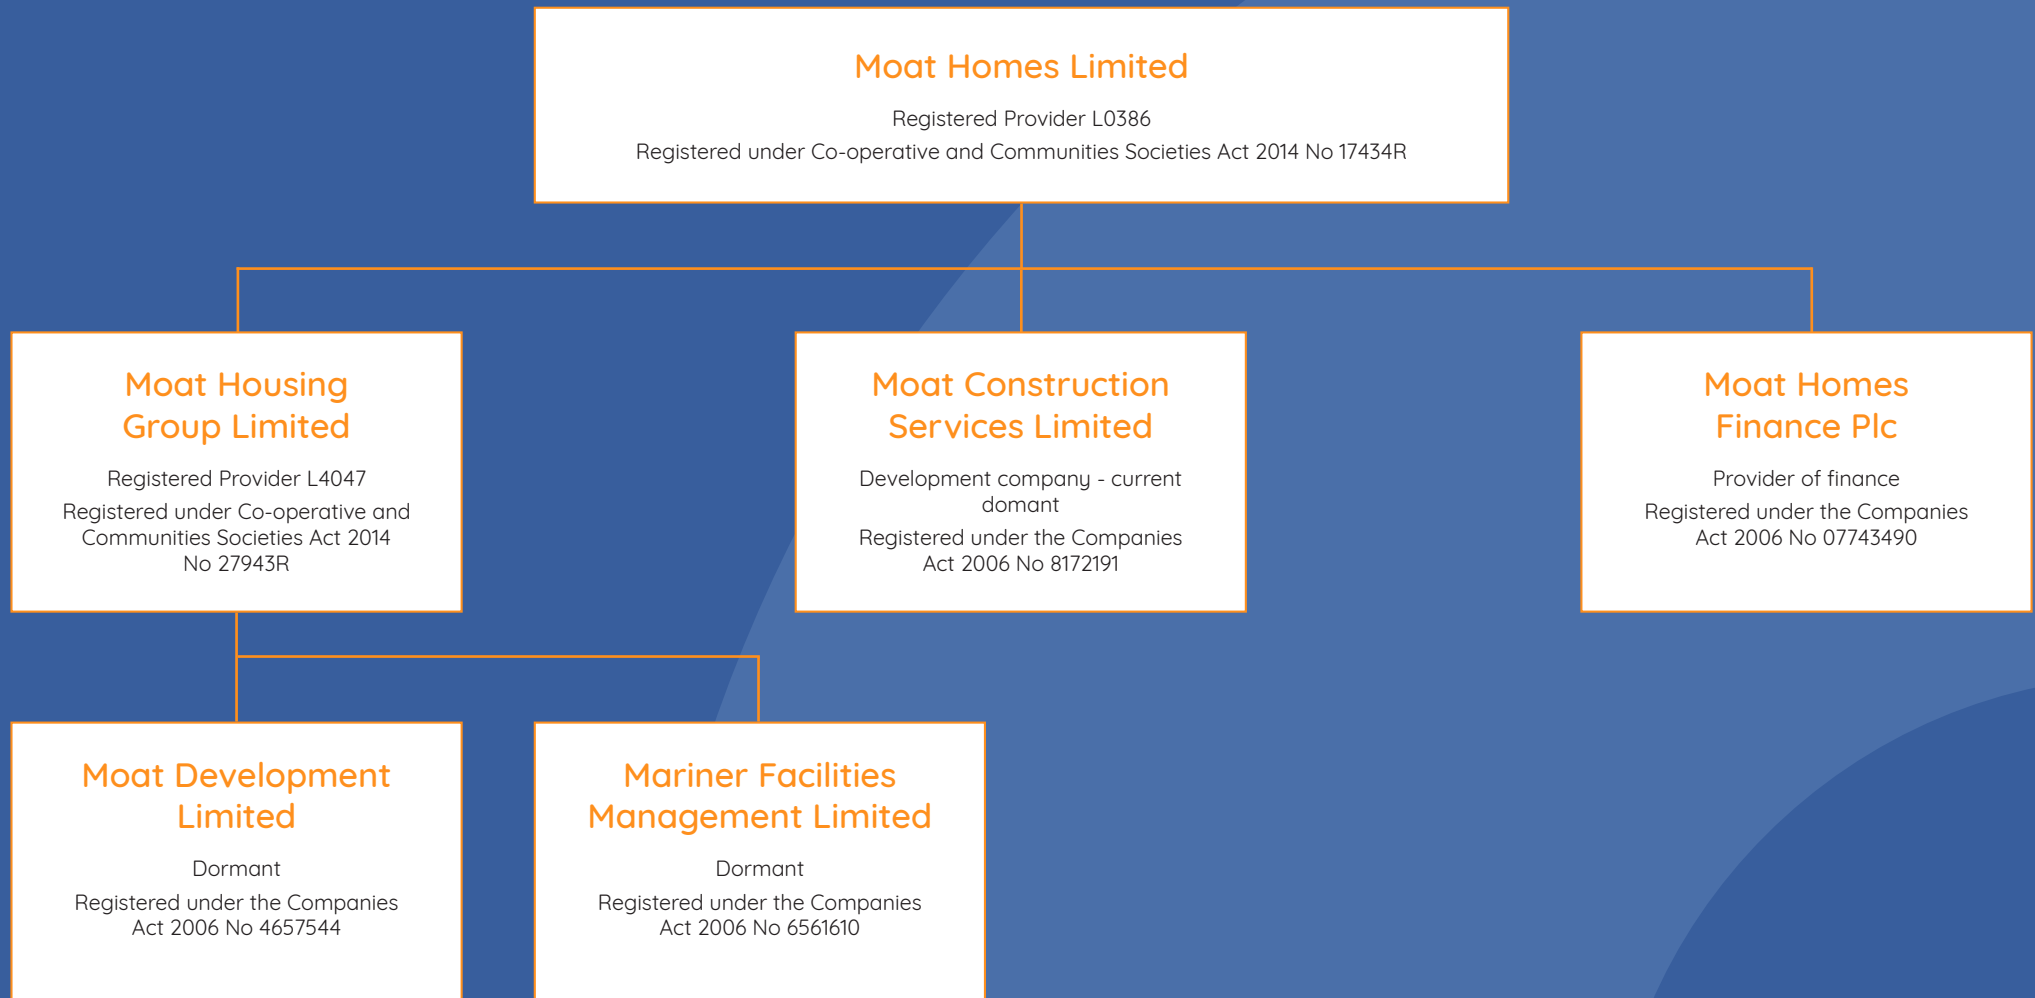 Moat Homes Limited
Registered Provider L0386
Registered under Co-operative and Communities Societies Act 2014 No 17434R
Moat Housing
Group Limited
Registered Provider L4047
Registered under Co-operative and
Communities Societies Act 2014
No 27943R
Moat Construction
Services Limited
Development company - current
domant
Registered under the Companies
Act 2006 No 8172191
Moat Homes
Finance Plc
Provider of finance
Registered under the Companies
Act 2006 No 07743490
Moat Development
Limited
Dormant
Registered under the Companies
Act 2006 No 4657544
Mariner Facilities
Management Limited
Dormant
Registered under the Companies
Act 2006 No 6561610